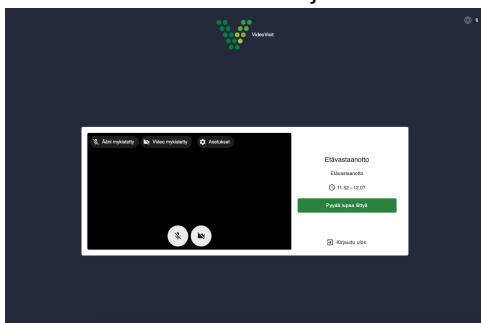 VideoVisit
Ääni mykistetty
Video mykistetty
Asetukset
Etävastaanotto
Etävastaanotto
11:52 - 12:07
Pyydä lupaa liittyä
Kirjaudu ulos